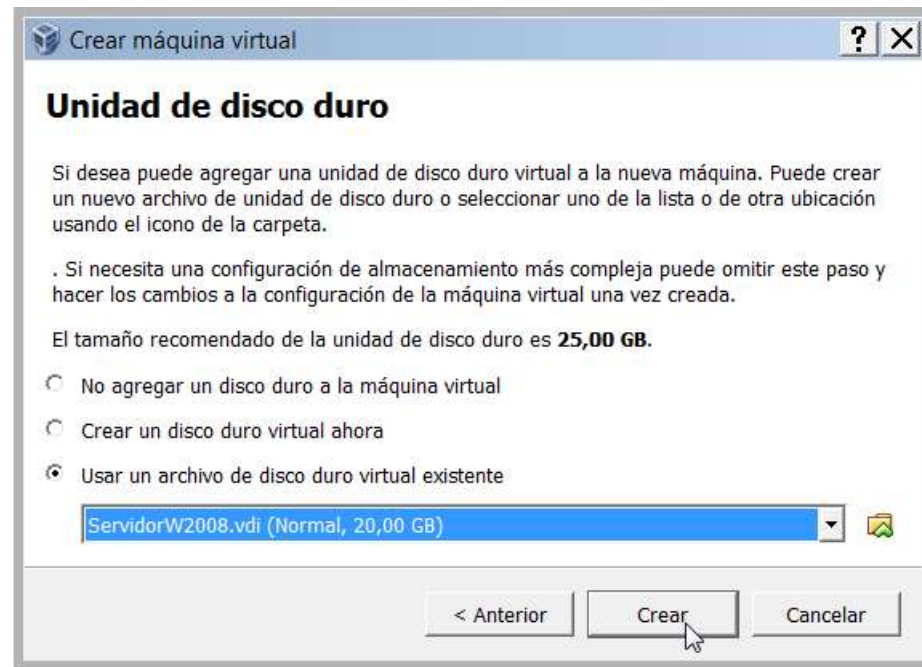 Crear máquina virtual
Unidad de disco duro
Si desea puede agregar una unidad de disco duro virtual a la nueva máquina. Puede crear
un nuevo archivo de unidad de disco duro o seleccionar uno de la lista o de otra ubicación
usando el icono de la carpeta.
. Si necesita una configuración de almacenamiento más compleja puede omitir este paso y
hacer los cambios a la configuración de la máquina virtual una vez creada.
El tamaño recomendado de la unidad de disco duro es 25,00 GB.
No agregar un disco duro a la máquina virtual
Crear un disco duro virtual ahora
Usar un archivo de disco duro virtual existente
ServidorW2008.vdi (Normal, 20,00 GB)
< Anterior Crear Cancelar